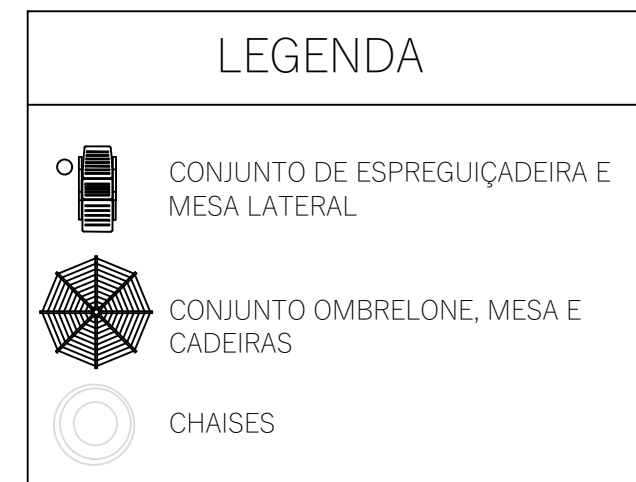 LEGENDA
CONJUNTO DE ESPREGUIÇADEIRA E
MESA LATERAL
CONJUNTO OMBRELONE, MESA E
CADEIRAS
CHAISES